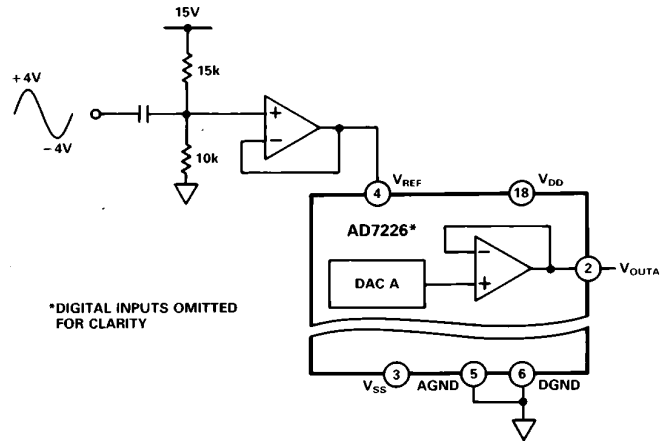 15V
+4V
15k
+
−
−4V
10k
VREF
VDD
4
18
AD7226*
DAC A
−
+
2
VOUTA
*DIGITAL INPUTS OMITTED
FOR CLARITY
3
5
6
VSS
AGND
DGND